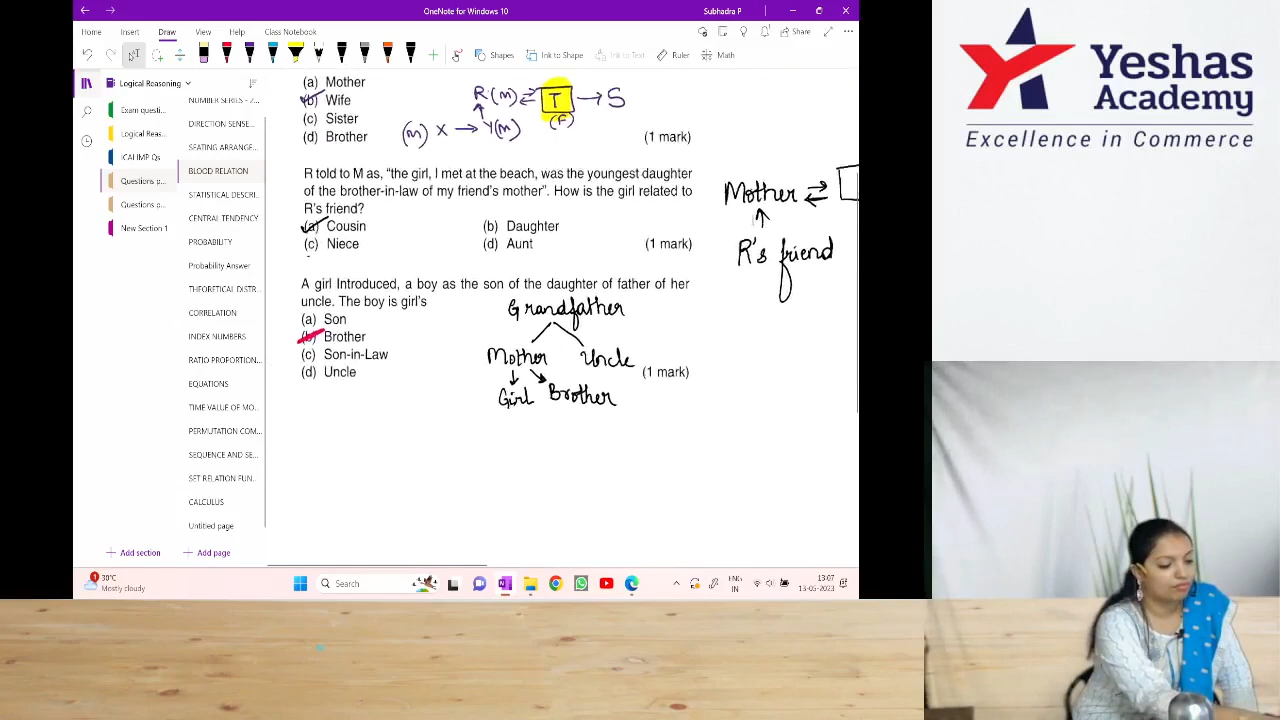 OneNote for Windows 10
Subhadra P
Home
Insert
Draw
View
Help
Class Notebook
Share
Shapes
Ink to Shape
Ink to Text
Ruler
Math
Logical Reasoning
Exam questi...
Logical Reas...
ICAI IMP Qs
Questions p...
Questions p...
New Section 1
NUMBER SERIES - 2...
DIRECTION SENSE...
SEATING ARRANGE...
BLOOD RELATION
STATISTICAL DESCRI...
CENTRAL TENDENCY
PROBABILITY
Probability Answer
THEORETICAL DISTR...
CORRELATION
INDEX NUMBERS
RATIO PROPORTION...
EQUATIONS
TIME VALUE OF MO...
PERMUTATION COM...
SEQUENCE AND SE...
SET RELATION FUN...
CALCULUS
Untitled page
Add section
Add page
(a) Mother
(b) Wife
(c) Sister
(d) Brother (1 mark)
R (m) T → S
(F)
(m) X → Y(m)
R told to M as, "the girl, I met at the beach, was the youngest daughter
of the brother-in-law of my friend's mother". How is the girl related to
R's friend?
(a) Cousin (b) Daughter
(c) Niece (d) Aunt (1 mark)
Mother
R's friend
A girl Introduced, a boy as the son of the daughter of father of her
uncle. The boy is girl's
(a) Son
(b) Brother
(c) Son-in-Law
(d) Uncle (1 mark)
Grandfather
Mother Uncle
Girl Brother
1
30°C
Mostly cloudy
Search
ENG
IN
13:07
13-05-2023
Yeshas
Academy
Excellence in Commerce